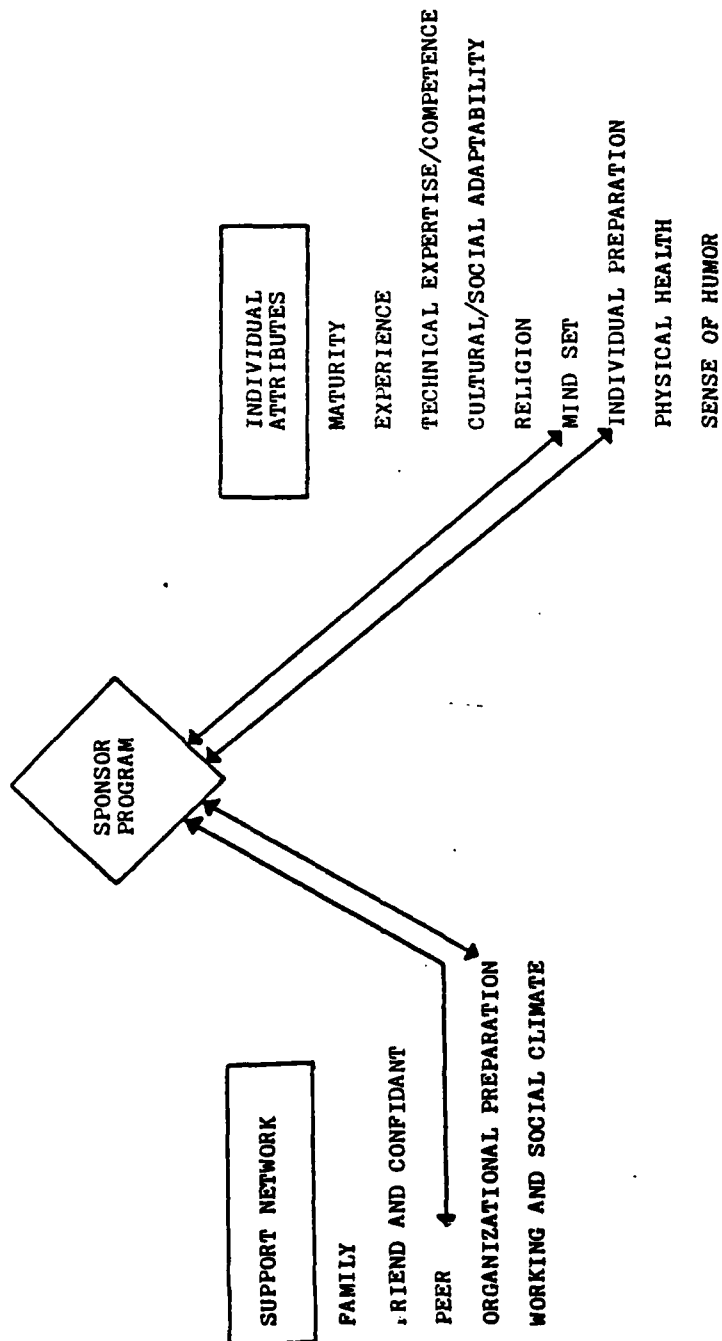 SPONSOR
PROGRAM
SUPPORT NETWORK
FAMILY
FRIEND AND CONFIDANT
PEER
ORGANIZATIONAL PREPARATION
WORKING AND SOCIAL CLIMATE
INDIVIDUAL
ATTRIBUTES
MATURITY
EXPERIENCE
TECHNICAL EXPERTISE/COMPETENCE
CULTURAL/SOCIAL ADAPTABILITY
RELIGION
MIND SET
INDIVIDUAL PREPARATION
PHYSICAL HEALTH
SENSE OF HUMOR